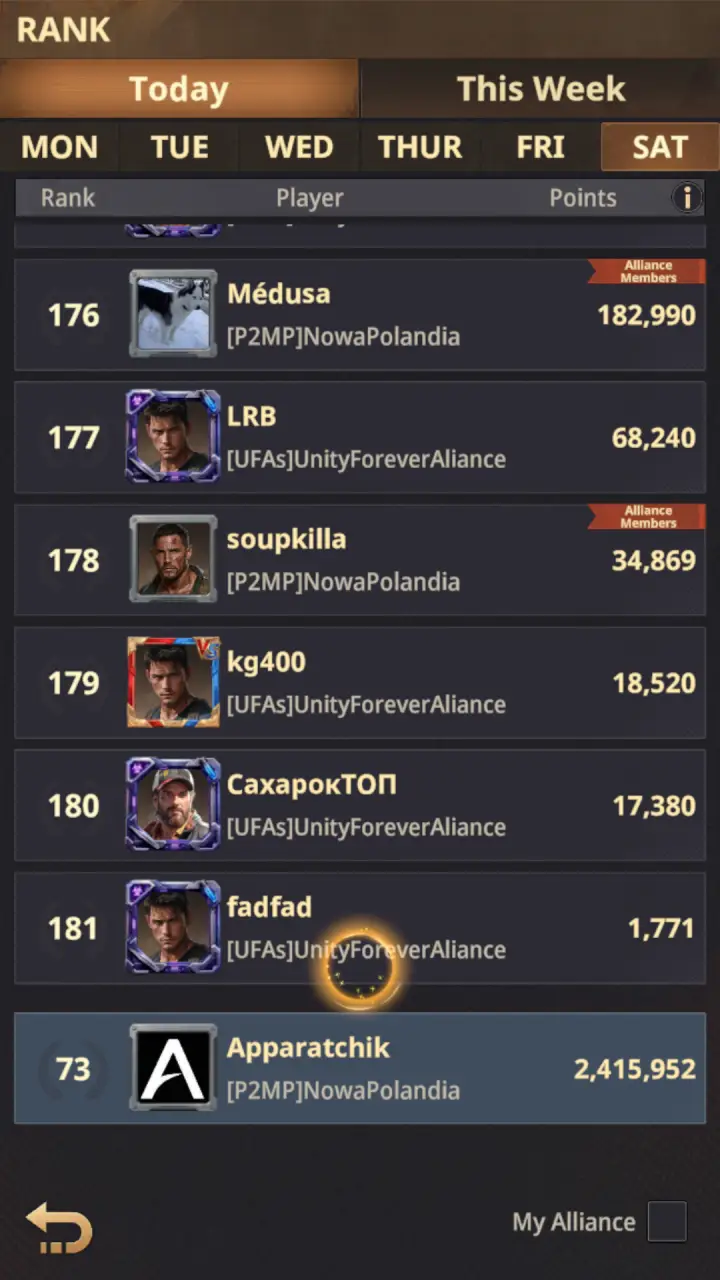 RANK
Today
This Week
MON TUE WED THUR FRI SAT
Rank Player Points i
Alliance
Members
176 Médusa 182,990
[P2MP]NowaPolandia
177 LRB 68,240
[UFAs]UnityForeverAliance
Alliance
Members
178 soupkilla 34,869
[P2MP]NowaPolandia
179 kg400 18,520
[UFAs]UnityForeverAliance
180 СахарокТОП 17,380
[UFAs]UnityForeverAliance
181 fadfad 1,771
[UFAs]UnityForeverAliance
73 Apparatchik 2,415,952
[P2MP]NowaPolandia
My Alliance